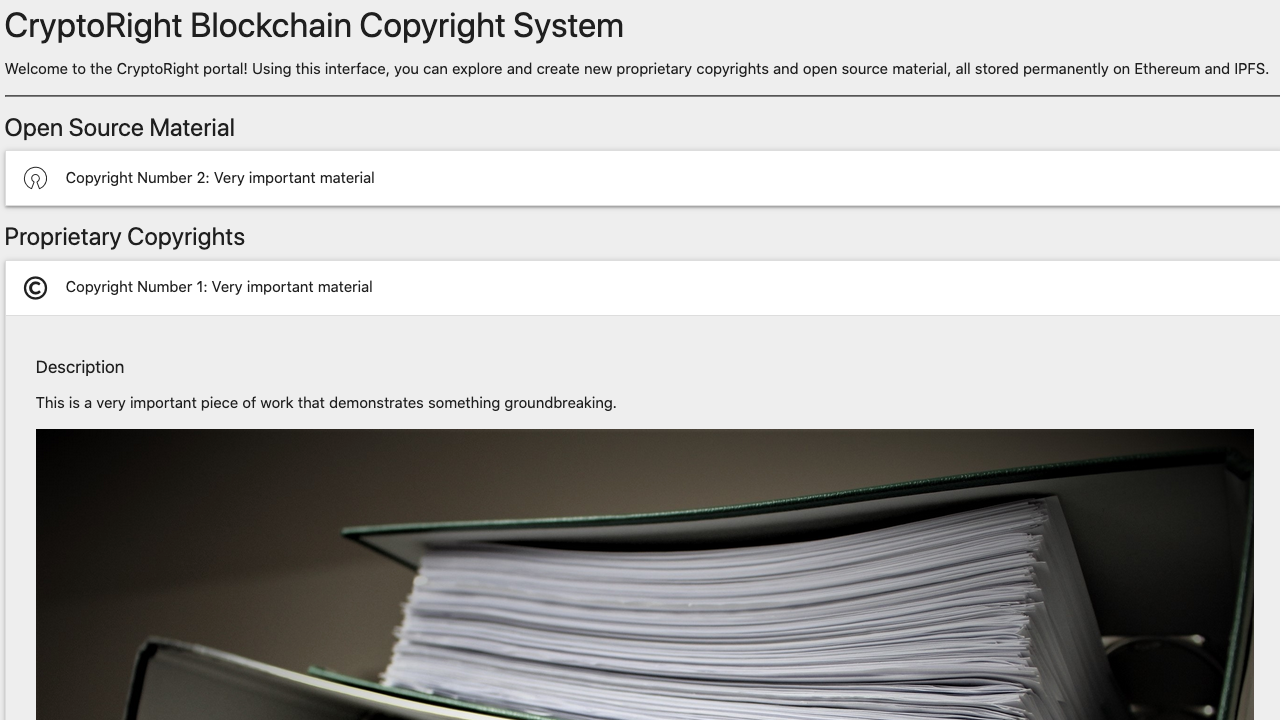 CryptoRight Blockchain Copyright System
Welcome to the CryptoRight portal! Using this interface, you can explore and create new proprietary copyrights and open source material, all stored permanently on Ethereum and IPFS.
Open Source Material
Copyright Number 2: Very important material
Proprietary Copyrights
Copyright Number 1: Very important material
Description
This is a very important piece of work that demonstrates something groundbreaking.